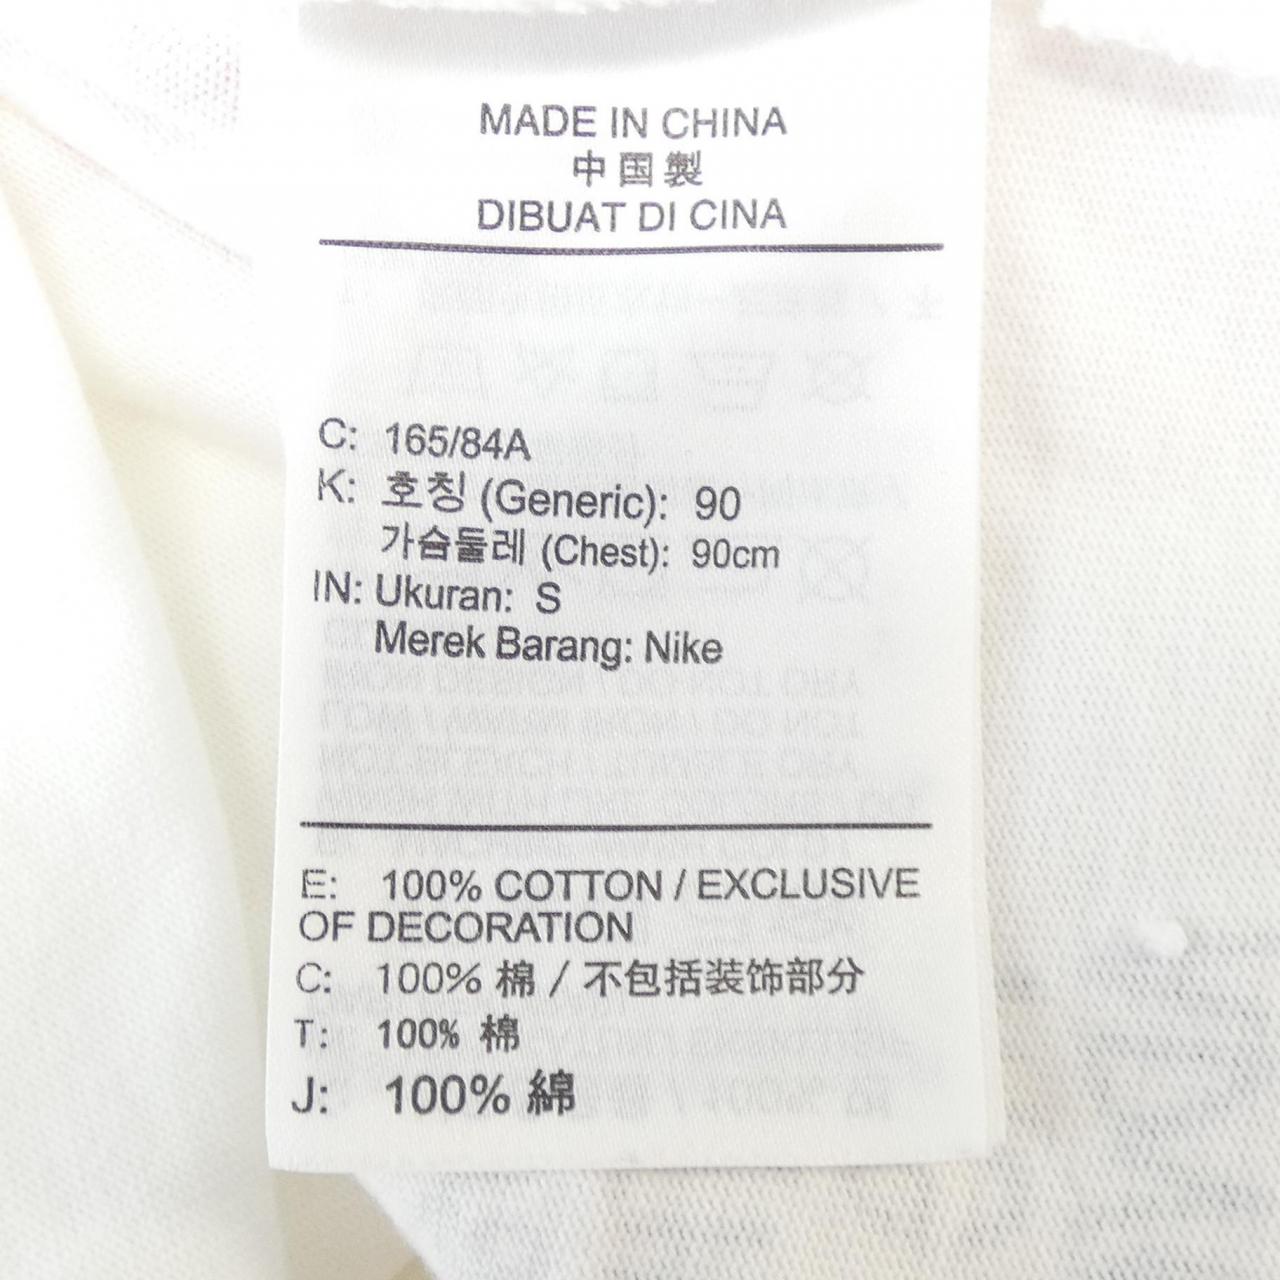 MADE IN CHINA
中国製
DIBUAT DI CINA
C: 165/84A
K: 호칭 (Generic): 90
가슴둘레 (Chest): 90cm
IN: Ukuran: S
Merek Barang: Nike
E: 100% COTTON / EXCLUSIVE
OF DECORATION
C: 100% 棉 / 不包括装饰部分
T: 100% 棉
J: 100% 綿